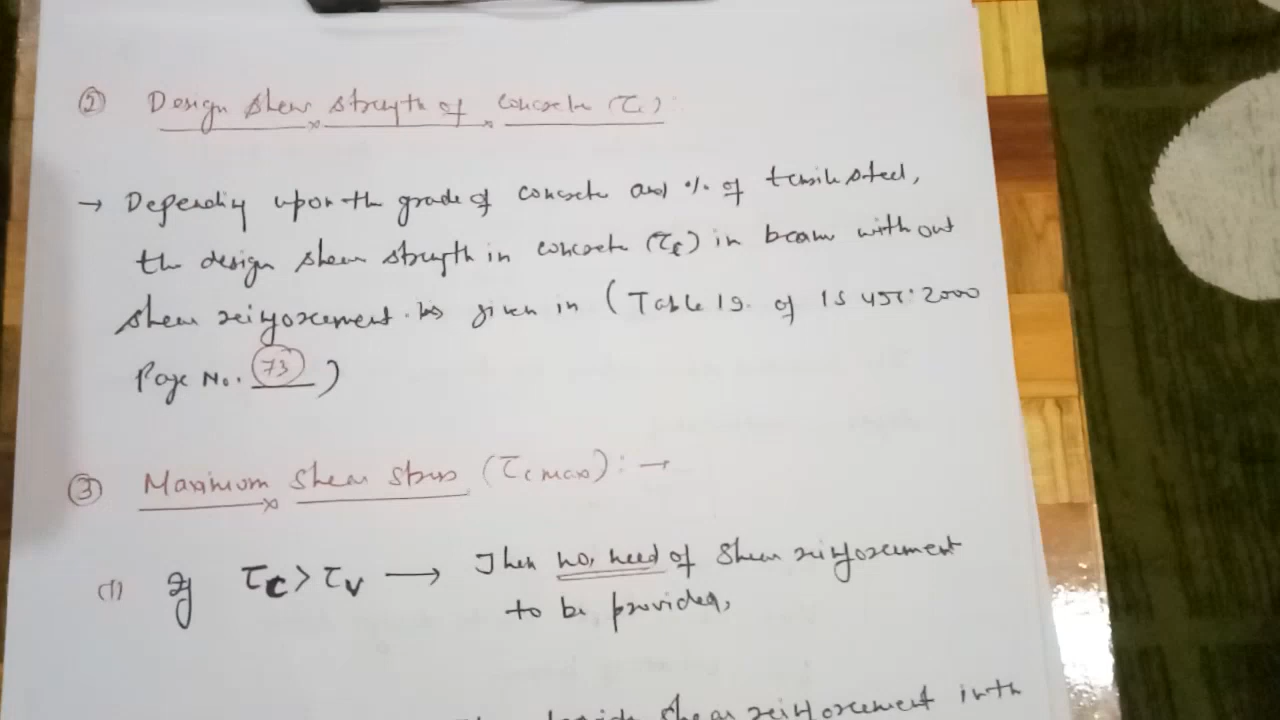 ② Design shear strength of concrete (τc):
→ Depending upon the grade of concrete and % of tensile steel,
the design shear strength in concrete (τc) in beam without
shear reinforcement is given in (Table 19. of IS 456:2000
Page No. 73)
③ Maximum shear stress (τc max): →
(1) If τc > τv → Then no, need of shear reinforcement
to be provided,
shear reinforcement in the